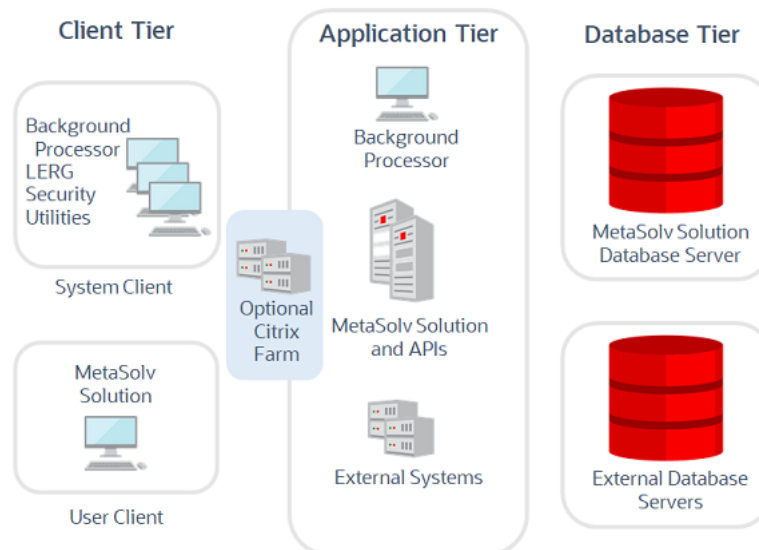 Client Tier
Background
Processor
LERG
Security
Utilities
System Client
MetaSolv
Solution
User Client
Optional
Citrix
Farm
Application Tier
Background
Processor
MetaSolv Solution
and APIs
External Systems
Database Tier
MetaSolv Solution
Database Server
External Database
Servers